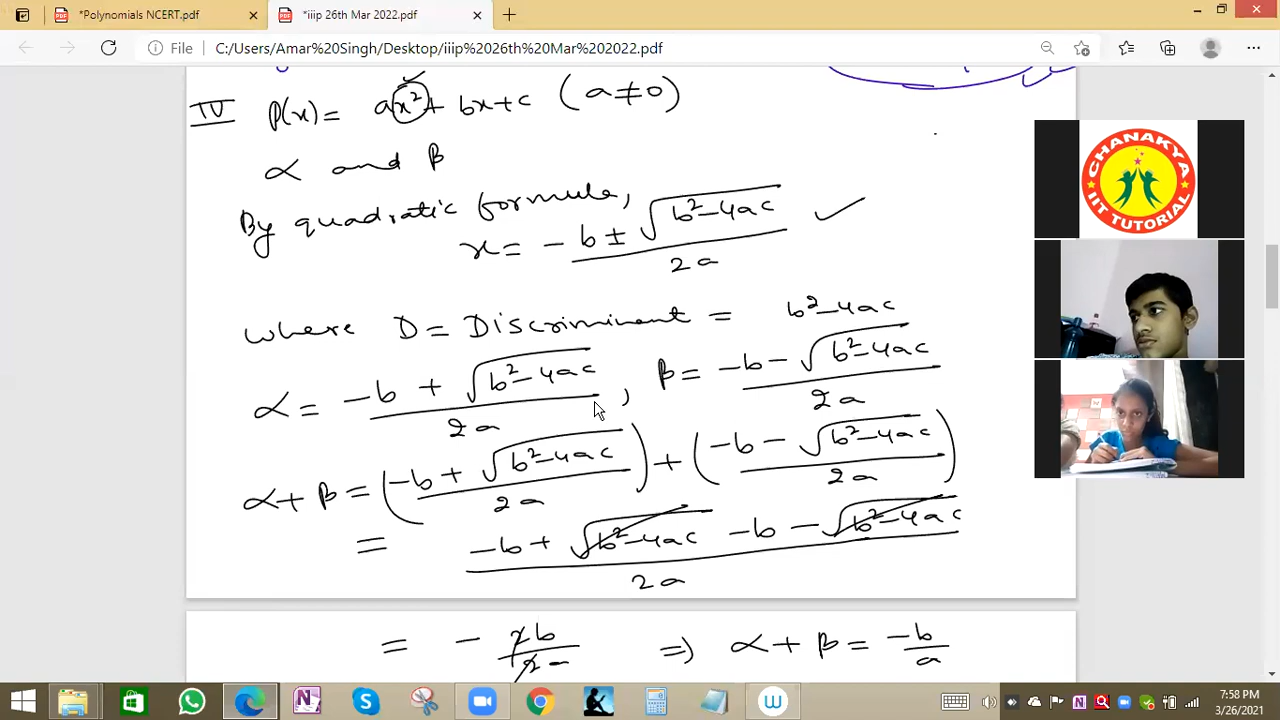 *Polynomials NCERT.pdf
*iiip 26th Mar 2022.pdf
File
C:/Users/Amar%20Singh/Desktop/iiip%2026th%20Mar%202022.pdf
IV P(x) = ax² + bx + c (a ≠ 0)
α and β
By quadratic formula,
x = -b ± √(b²-4ac) / 2a ✓
where D = Discriminent = b²-4ac
α = -b + √(b²-4ac) / 2a , β = -b - √(b²-4ac) / 2a
α + β = (-b + √(b²-4ac) / 2a) + (-b - √(b²-4ac) / 2a)
= -b + √(b²-4ac) - b - √(b²-4ac) / 2a
= - 2b / 2a => α + β = -b / a
CHANAKYA
IIT TUTORIAL
7:58 PM
3/26/2021